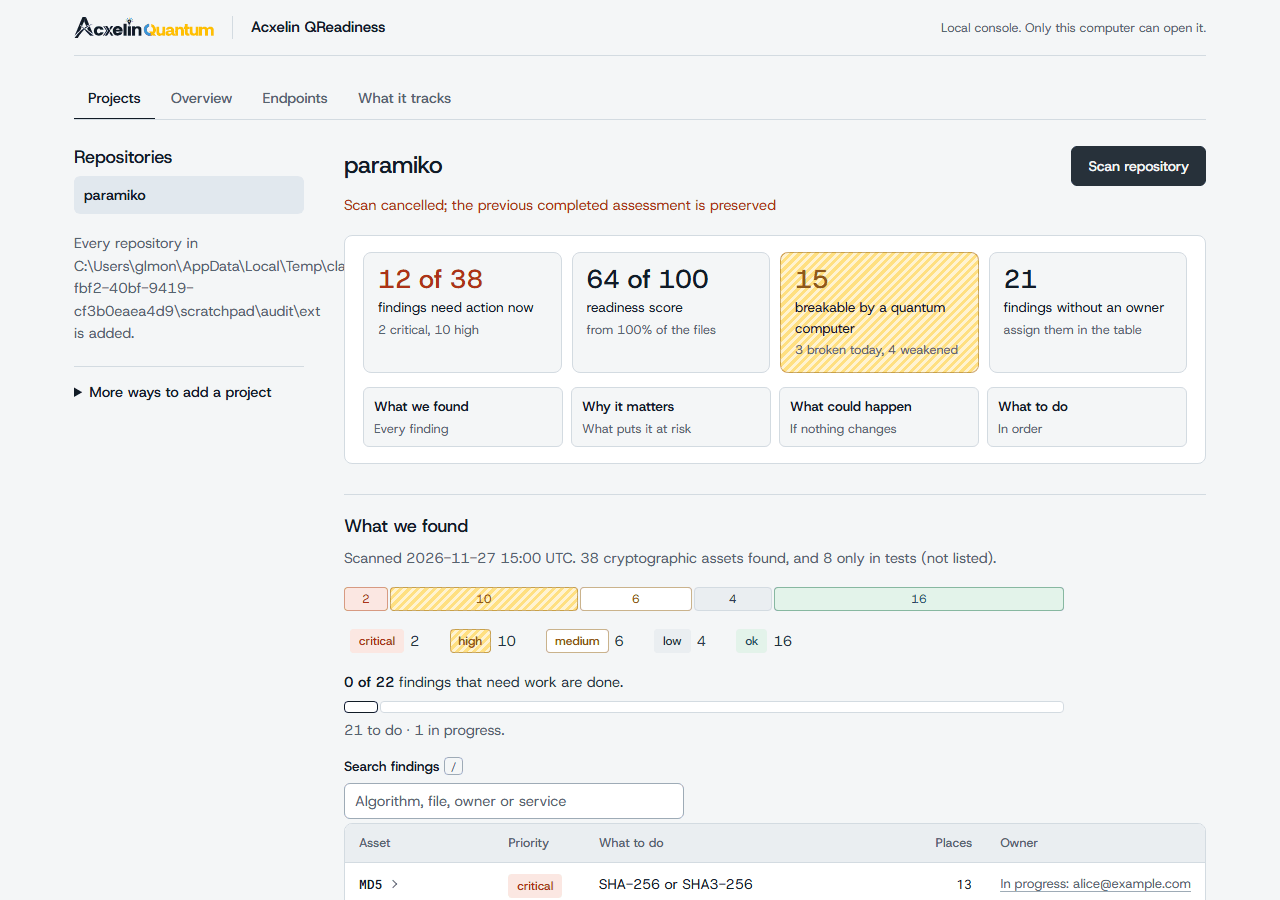 Acxelin Quantum
Acxelin QReadiness
Local console. Only this computer can open it.
Projects
Overview
Endpoints
What it tracks
Repositories
paramiko
Every repository in
C:\Users\glmon\AppData\Local\Temp\cla
fbf2-40bf-9419-
cf3b0eaea4d9\scratchpad\audit\ext
is added.
More ways to add a project
paramiko
Scan repository
Scan cancelled; the previous completed assessment is preserved
12 of 38
findings need action now
2 critical, 10 high
64 of 100
readiness score
from 100% of the files
15
breakable by a quantum
computer
3 broken today, 4 weakened
21
findings without an owner
assign them in the table
What we found
Every finding
Why it matters
What puts it at risk
What could happen
If nothing changes
What to do
In order
What we found
Scanned 2026-11-27 15:00 UTC. 38 cryptographic assets found, and 8 only in tests (not listed).
2
10
6
4
16
critical 2
high 10
medium 6
low 4
ok 16
0 of 22 findings that need work are done.
21 to do · 1 in progress.
Search findings /
Algorithm, file, owner or service
Asset
Priority
What to do
Places
Owner
MD5
critical
SHA-256 or SHA3-256
13
In progress: alice@example.com